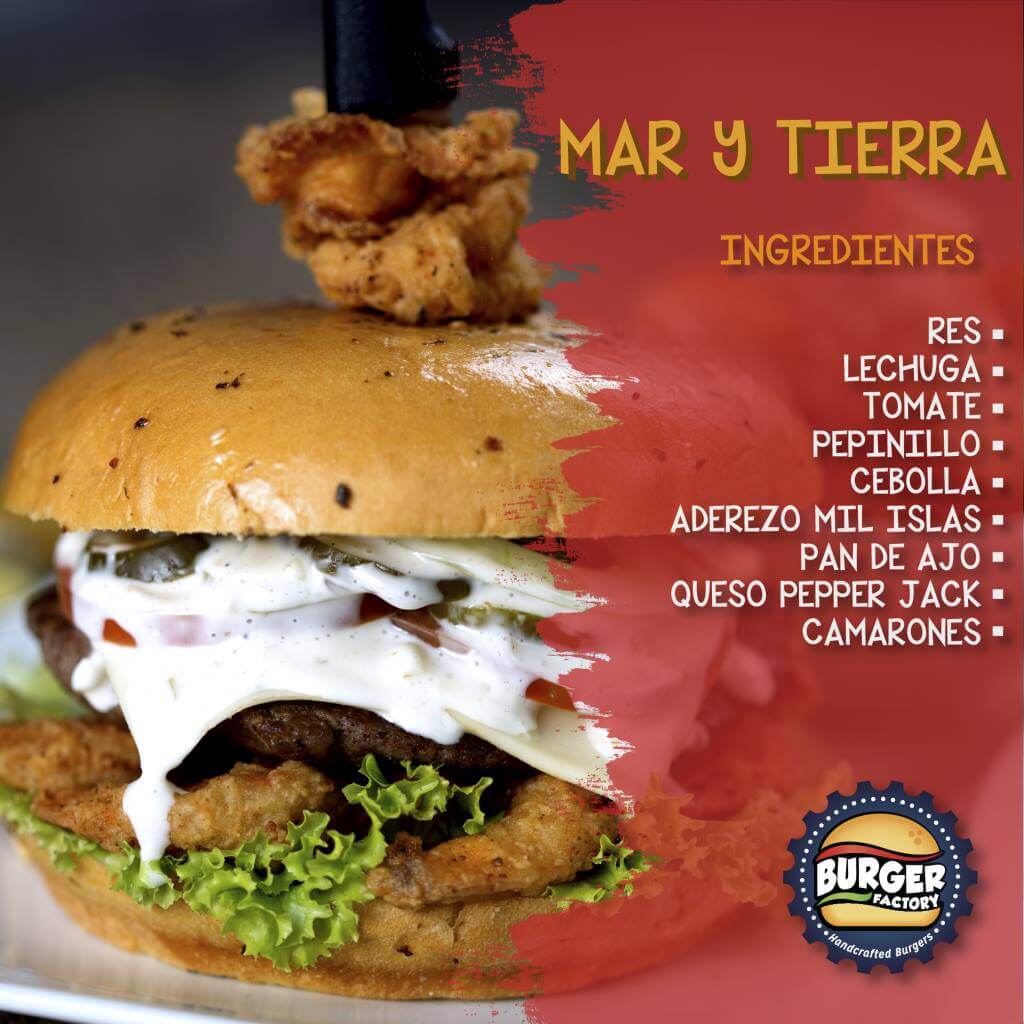 MAR Y TIERRA
INGREDIENTES
RES ▪
LECHUGA ▪
TOMATE ▪
PEPINILLO ▪
CEBOLLA ▪
ADEREZO MIL ISLAS ▪
PAN DE AJO ▪
QUESO PEPPER JACK ▪
CAMARONES ▪
BURGER
FACTORY
Handcrafted Burgers